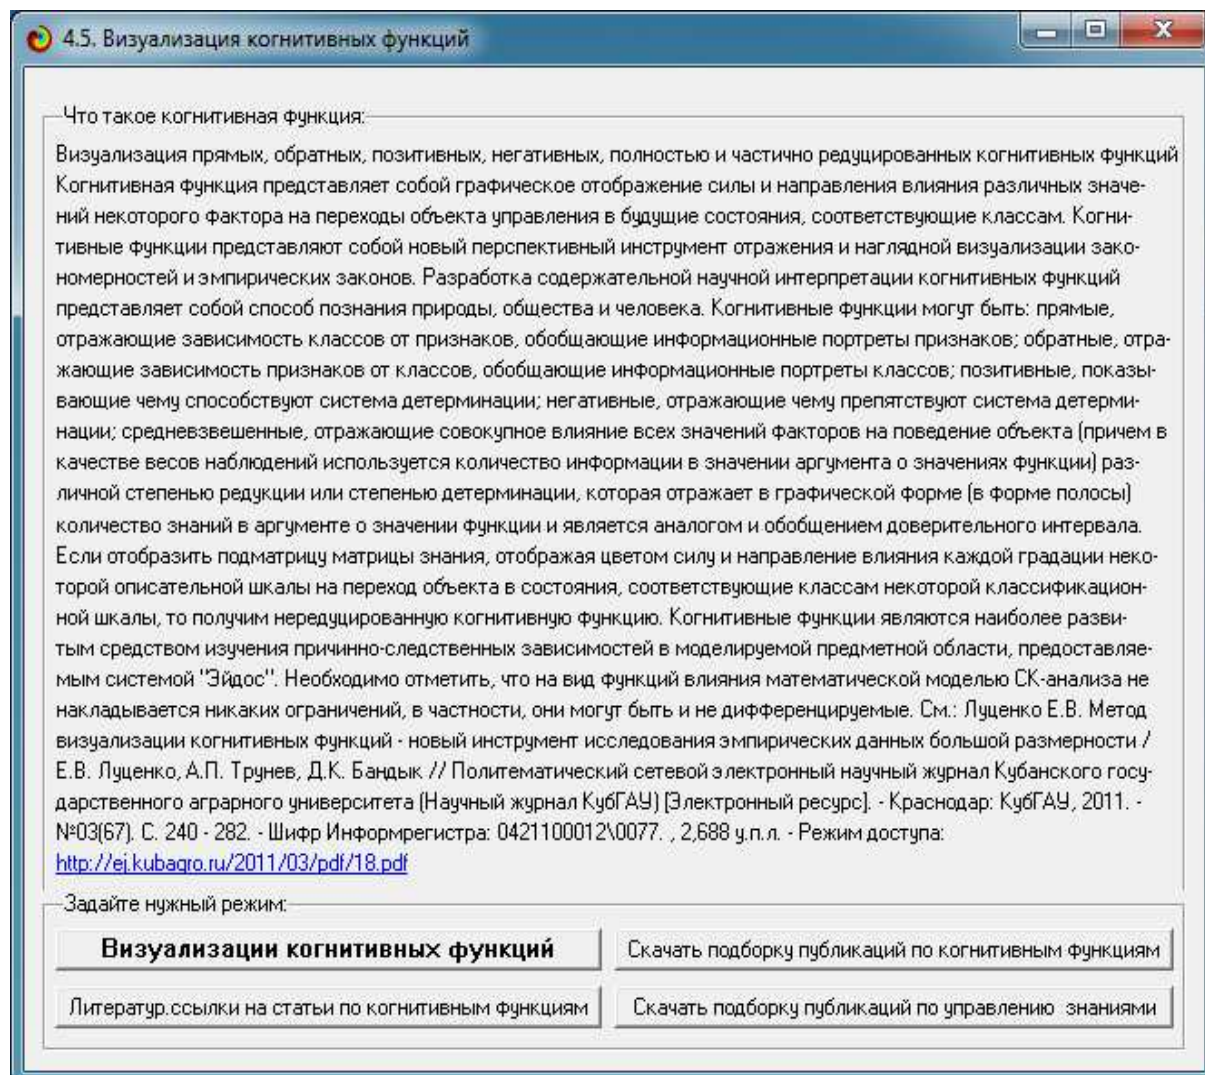 4.5. Визуализация когнитивных функций
Что такое когнитивная функция:
Визуализация прямых, обратных, позитивных, негативных, полностью и частично редуцированных когнитивных функций
Когнитивная функция представляет собой графическое отображение силы и направления влияния различных значе-
ний некоторого фактора на переходы объекта управления в будущие состояния, соответствующие классам. Когни-
тивные функции представляют собой новый перспективный инструмент отражения и наглядной визуализации зако-
номерностей и эмпирических законов. Разработка содержательной научной интерпретации когнитивных функций
представляет собой способ познания природы, общества и человека. Когнитивные функции могут быть: прямые,
отражающие зависимость классов от признаков, обобщающие информационные портреты признаков; обратные, отра-
жающие зависимость признаков от классов, обобщающие информационные портреты классов; позитивные, показы-
вающие чему способствуют система детерминации; негативные, отражающие чему препятствуют система детерми-
нации; средневзвешенные, отражающие совокупное влияние всех значений факторов на поведение объекта (причем в
качестве весов наблюдений используется количество информации в значении аргумента о значениях функции) раз-
личной степенью редукции или степенью детерминации, которая отражает в графической форме (в форме полосы)
количество знаний в аргументе о значении функции и является аналогом и обобщением доверительного интервала.
Если отобразить подматрицу матрицы знания, отображая цветом силу и направление влияния каждой градации неко-
торой описательной шкалы на переход объекта в состояния, соответствующие классам некоторой классификацион-
ной шкалы, то получим нередуцированную когнитивную функцию. Когнитивные функции являются наиболее разви-
тым средством изучения причинно-следственных зависимостей в моделируемой предметной области, предоставляе-
мым системой "Эйдос". Необходимо отметить, что на вид функций влияния математической моделью СК-анализа не
накладывается никаких ограничений, в частности, они могут быть и не дифференцируемые. См.: Луценко Е.В. Метод
визуализации когнитивных функций - новый инструмент исследования эмпирических данных большой размерности /
Е.В. Луценко, А.П. Трунев, Д.К. Бандык // Политематический сетевой электронный научный журнал Кубанского госу-
дарственного аграрного университета (Научный журнал КубГАУ) [Электронный ресурс]. - Краснодар: КубГАУ, 2011. -
№03(67). С. 240 - 282. - Шифр Информрегистра: 0421100012\0077. , 2,688 у.п.л. - Режим доступа:
http://ej.kubagro.ru/2011/03/pdf/18.pdf
Задайте нужный режим:
Визуализации когнитивных функций
Скачать подборку публикаций по когнитивным функциям
Литератур.ссылки на статьи по когнитивным функциям
Скачать подборку публикаций по управлению знаниями